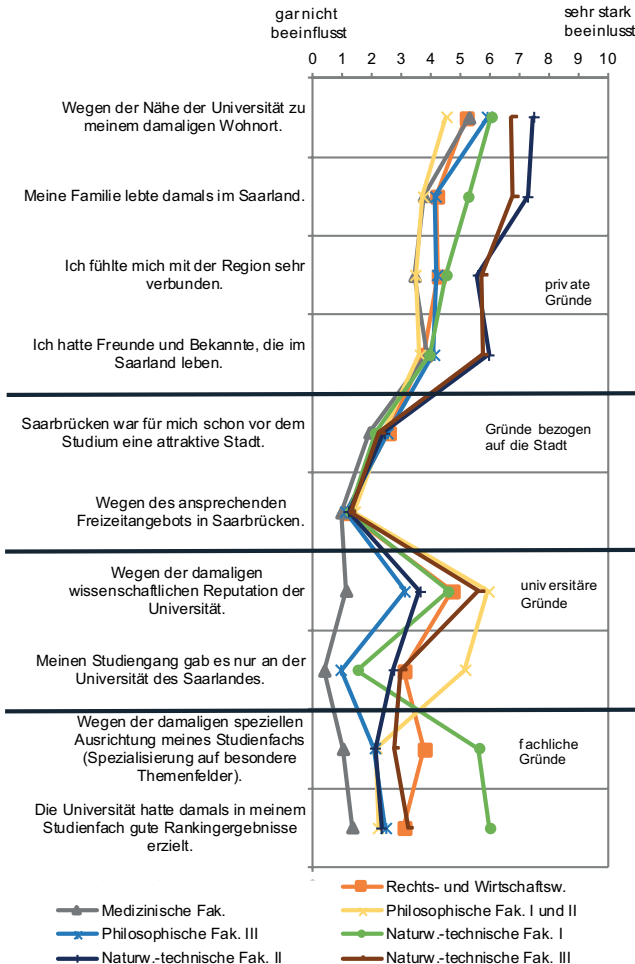 gar nicht
beeinflusst
sehr stark
beeinlusst
0 1 2 3 4 5 6 7 8 9 10
Wegen der Nähe der Universität zu
meinem damaligen Wohnort.
Meine Familie lebte damals im Saarland.
Ich fühlte mich mit der Region sehr
verbunden.
private
Gründe
Ich hatte Freunde und Bekannte, die im
Saarland leben.
Saarbrücken war für mich schon vor dem
Studium eine attraktive Stadt.
Gründe bezogen
auf die Stadt
Wegen des ansprechenden
Freizeitangebots in Saarbrücken.
Wegen der damaligen
wissenschaftlichen Reputation der
Universität.
universitäre
Gründe
Meinen Studiengang gab es nur an der
Universität des Saarlandes.
Wegen der damaligen speziellen
Ausrichtung meines Studienfachs
(Spezialisierung auf besondere
Themenfelder).
fachliche
Gründe
Die Universität hatte damals in meinem
Studienfach gute Rankingergebnisse
erzielt.
Rechts- und Wirtschaftsw.
Medizinische Fak.
Philosophische Fak. I und II
Philosophische Fak. III
Naturw.-technische Fak. I
Naturw.-technische Fak. II
Naturw.-technische Fak. III